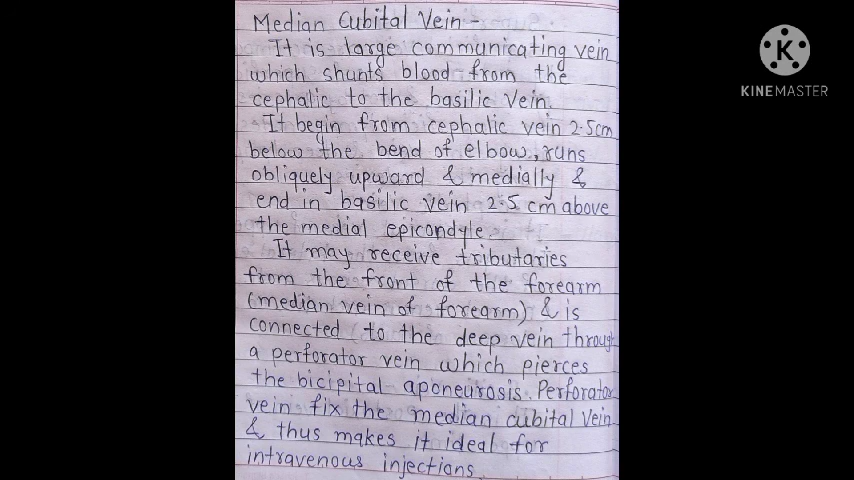 Median Cubital Vein -
It is large communicating vein
which shunts blood from the
cephalic to the basilic Vein.
It begin from cephalic vein 2.5cm
below the bend of elbow, runs
obliquely upward & medially &
end in basilic vein 2.5 cm above
the medial epicondyle.
It may receive tributaries
from the front of the forearm
(median vein of forearm) & is
connected to the deep vein through
a perforator vein which pierces
the bicipital aponeurosis. Perforator
vein fix the median cubital vein
& thus makes it ideal for
intravenous injections
K
KINEMASTER